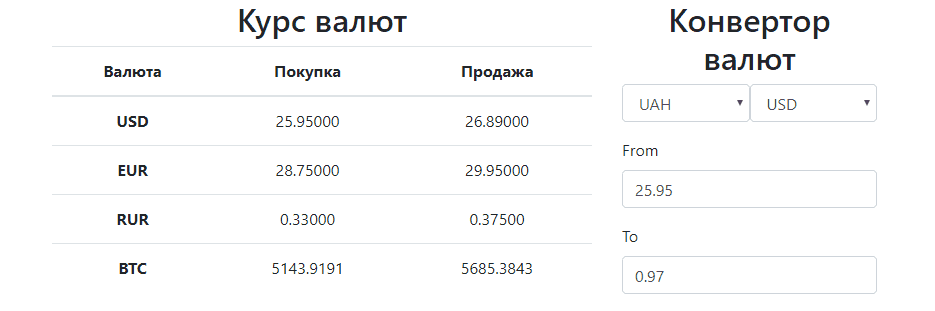 Курс валют
Валюта Покупка Продажа
USD 25.95000 26.89000
EUR 28.75000 29.95000
RUR 0.33000 0.37500
BTC 5143.9191 5685.3843
Конвертор
валют
UAH USD
From
25.95
To
0.97